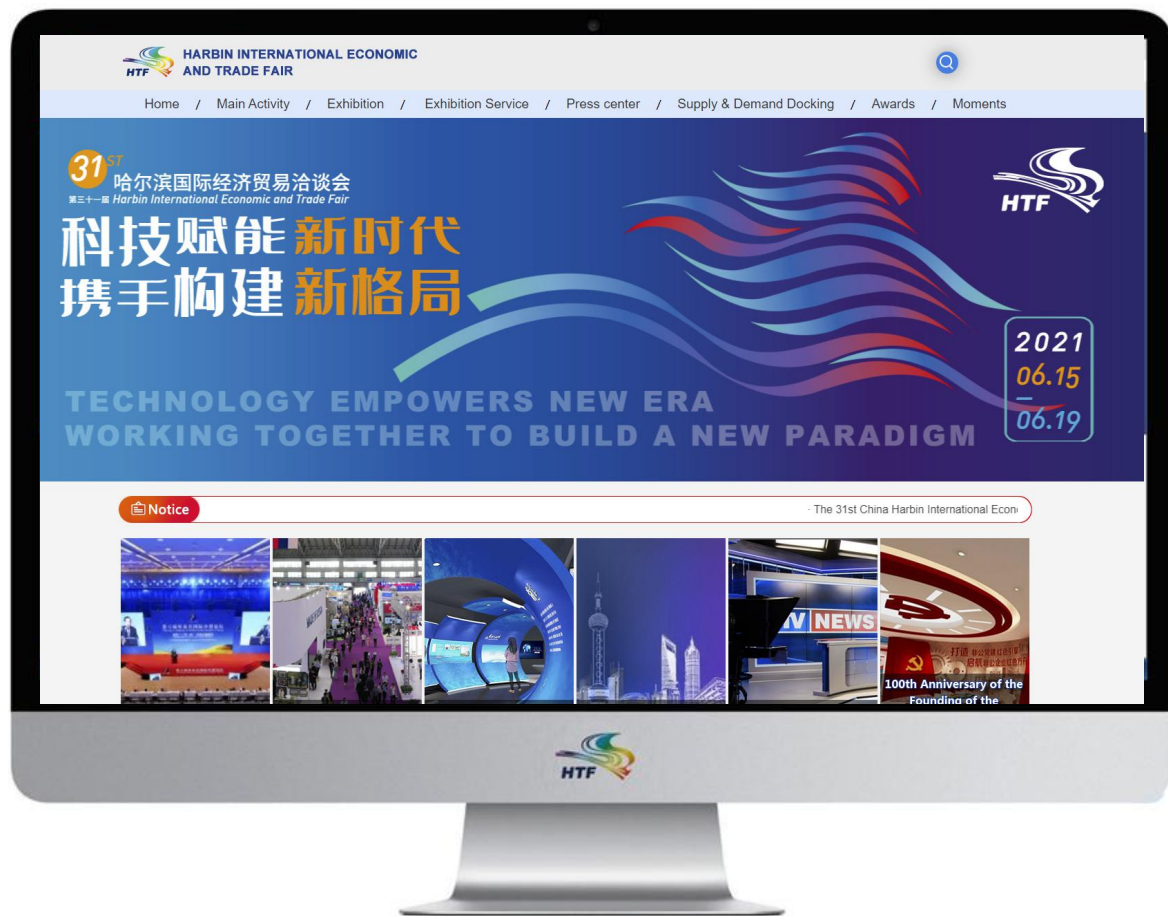 HTF
HARBIN INTERNATIONAL ECONOMIC
AND TRADE FAIR
Home / Main Activity / Exhibition / Exhibition Service / Press center / Supply & Demand Docking / Awards / Moments
31ST
哈尔滨国际经济贸易洽谈会
第三十一届 Harbin International Economic and Trade Fair
科技赋能新时代
携手构建新格局
HTF
2021
06.15
–
06.19
TECHNOLOGY EMPOWERS NEW ERA
WORKING TOGETHER TO BUILD A NEW PARADIGM
Notice
· The 31st China Harbin International Econ
V NEWS
100th Anniversary of the
Founding of the
HTF